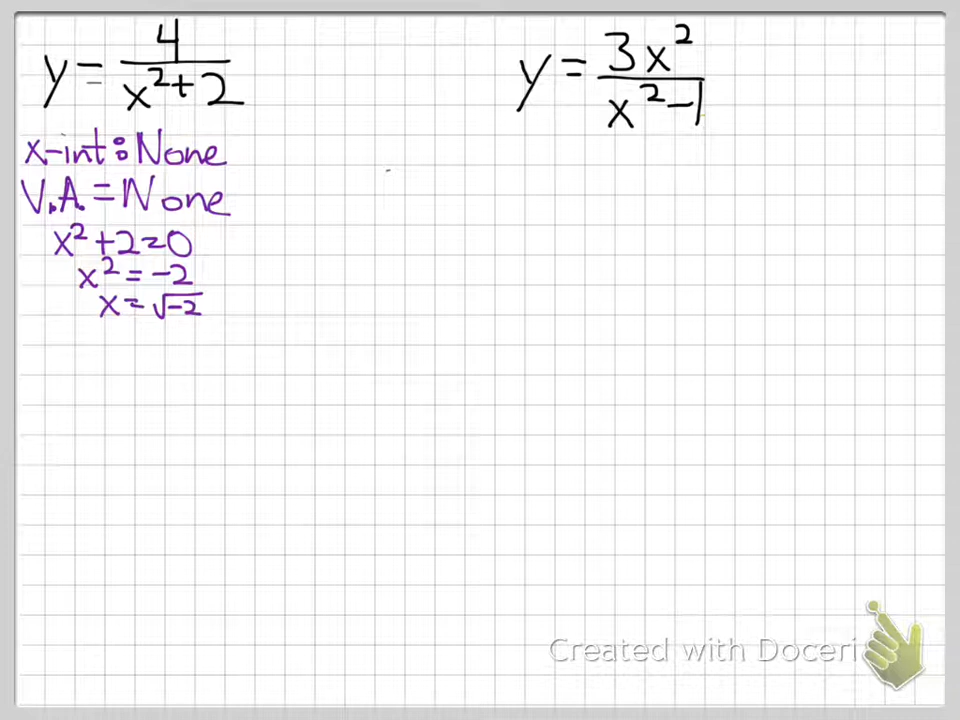 y = 4/(x² + 2)
x-int: None
V.A. = None
x² + 2 = 0
x² = -2
x = √-2
y = 3x²/(x² - 1)
Created with Doceri